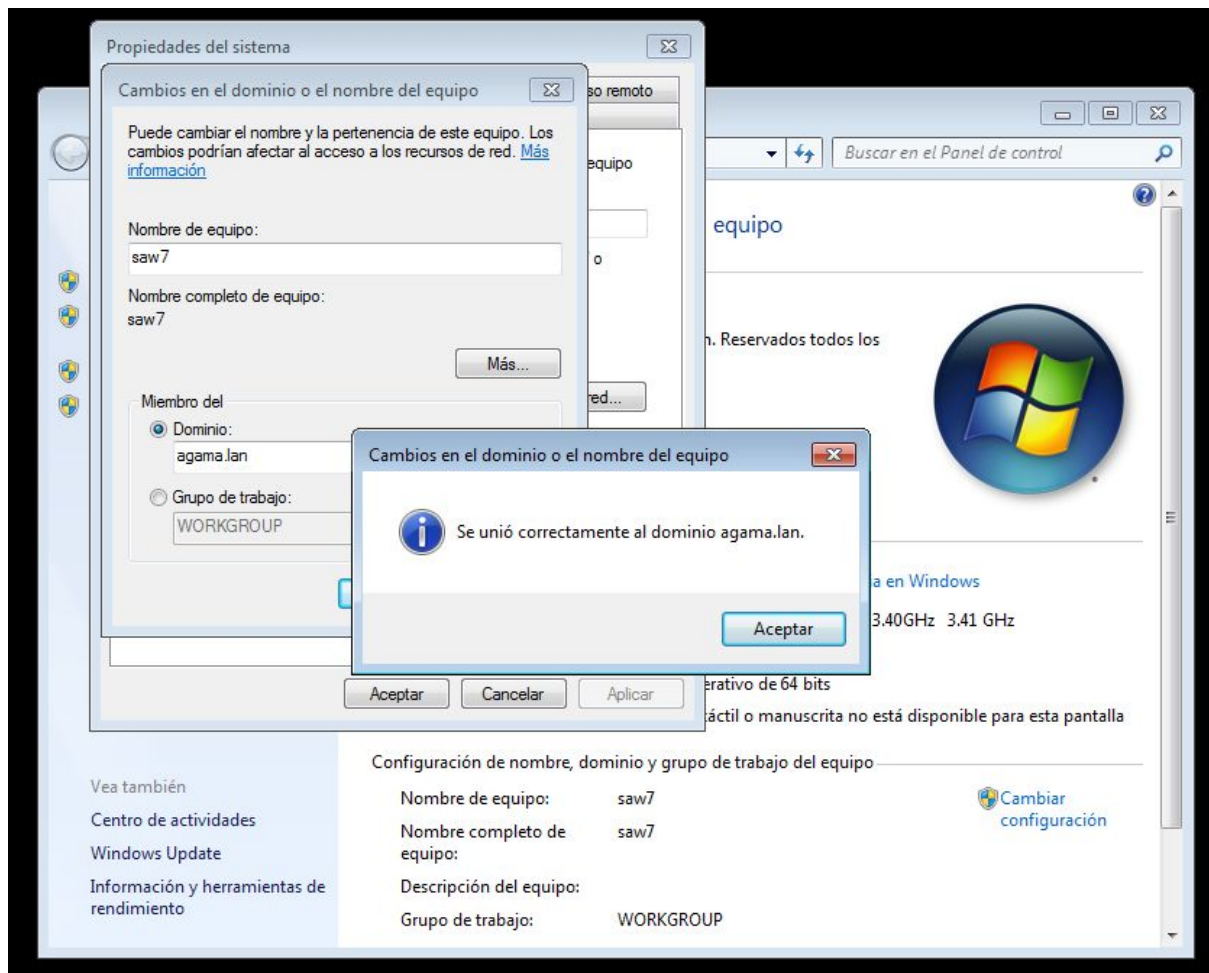 Propiedades del sistema
Cambios en el dominio o el nombre del equipo
so remoto
Puede cambiar el nombre y la pertenencia de este equipo. Los
cambios podrían afectar al acceso a los recursos de red. Más
información
equipo
Nombre de equipo:
saw7
o
Nombre completo de equipo:
saw7
Más...
red...
Miembro del
Dominio:
agama.lan
Grupo de trabajo:
WORKGROUP
Cambios en el dominio o el nombre del equipo
Se unió correctamente al dominio agama.lan.
Aceptar
Aceptar
Cancelar
Aplicar
Buscar en el Panel de control
equipo
n. Reservados todos los
a en Windows
3.40GHz 3.41 GHz
erativo de 64 bits
táctil o manuscrita no está disponible para esta pantalla
Configuración de nombre, dominio y grupo de trabajo del equipo
Nombre de equipo: saw7
Cambiar
configuración
Nombre completo de saw7
equipo:
Descripción del equipo:
Grupo de trabajo: WORKGROUP
Vea también
Centro de actividades
Windows Update
Información y herramientas de
rendimiento